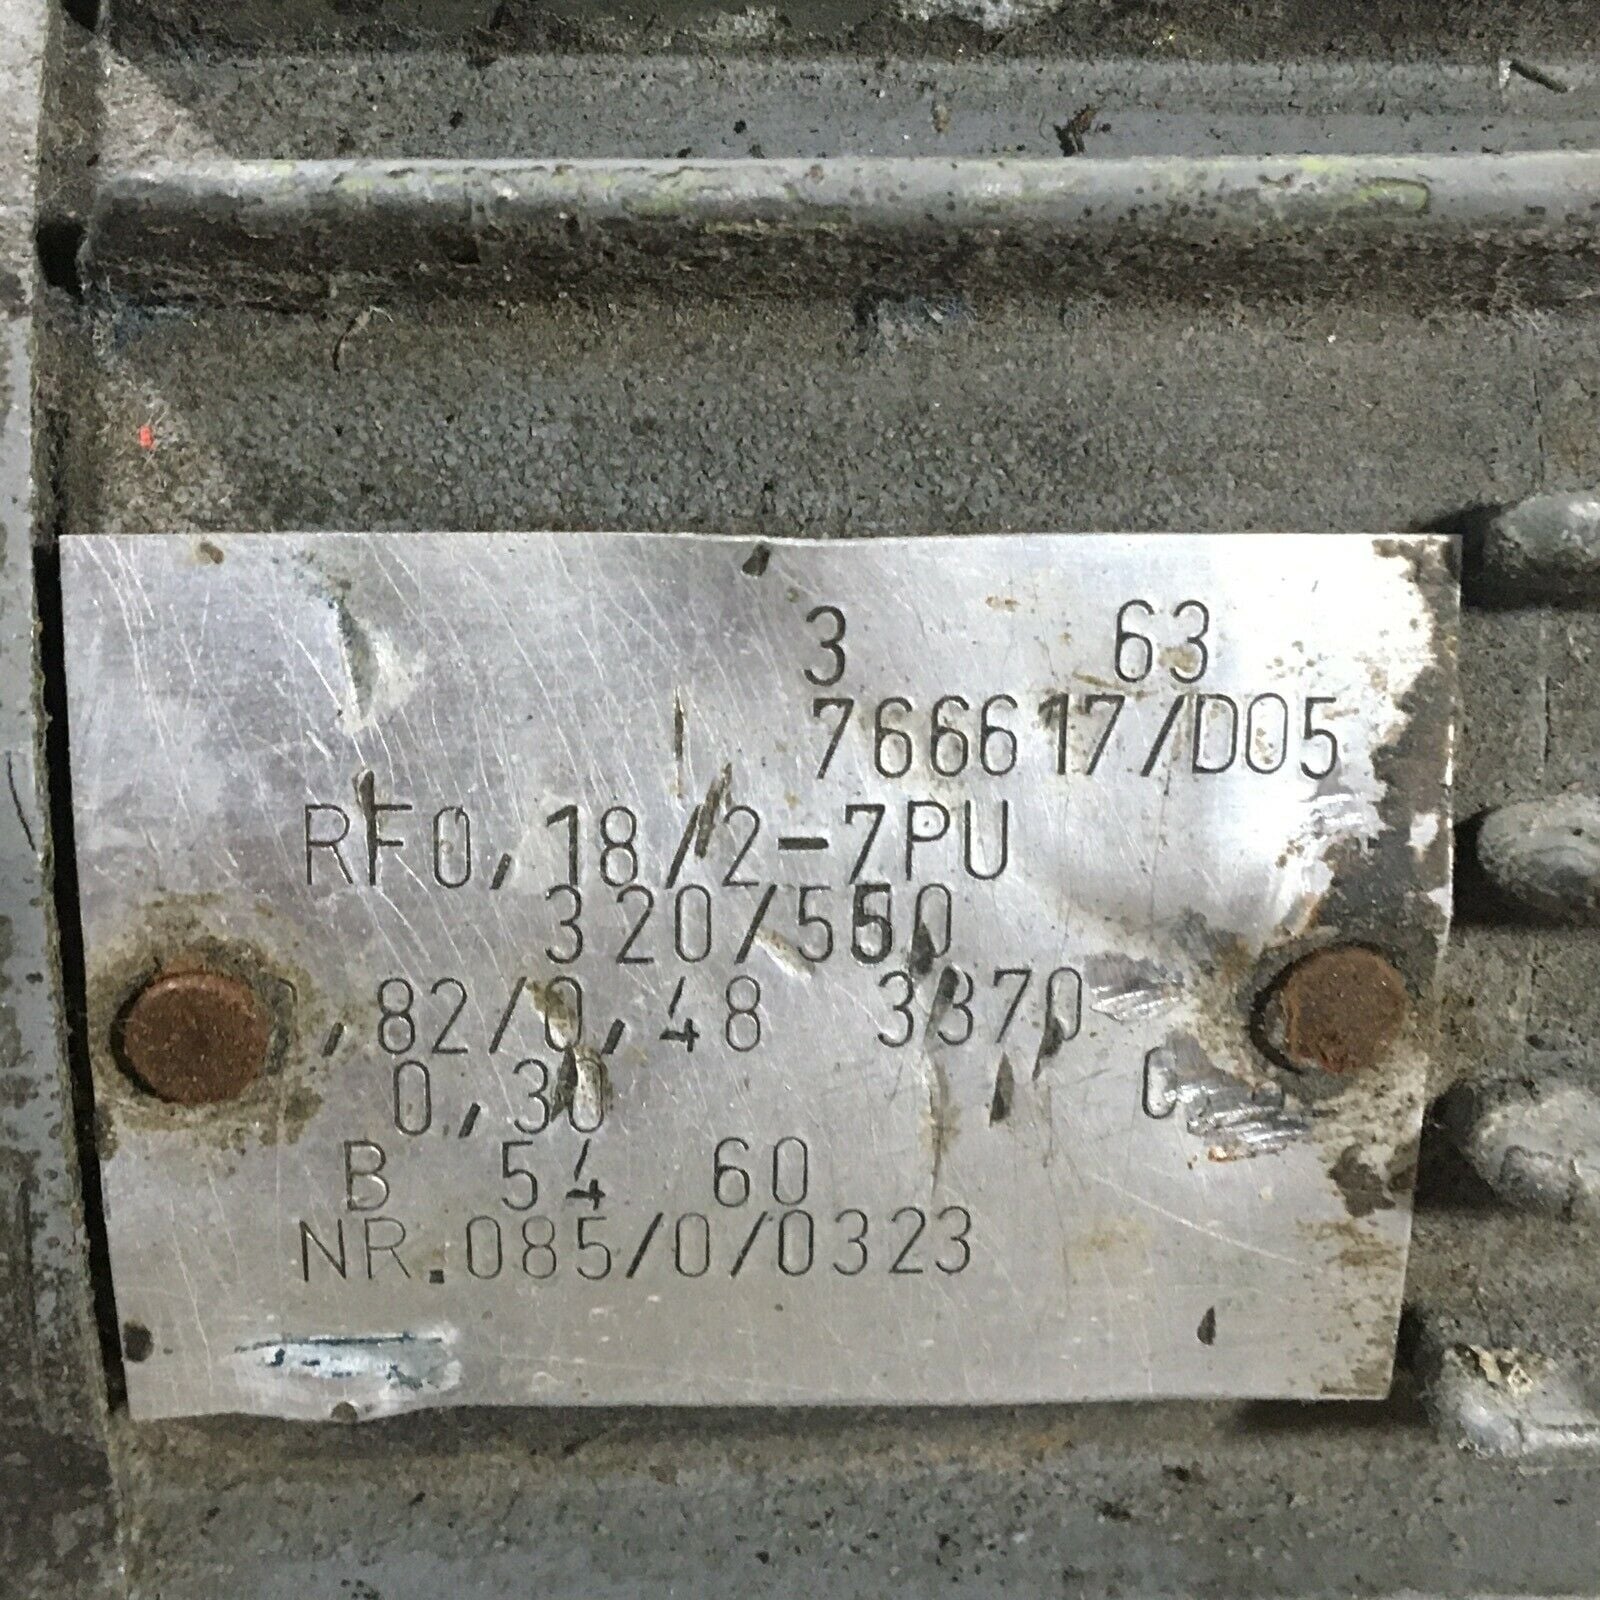 3 63
766617/D05
RF0,18/2-7PU
320/550
,82/0,48 3370
0,30
B 54 60
NR.085/0/0323